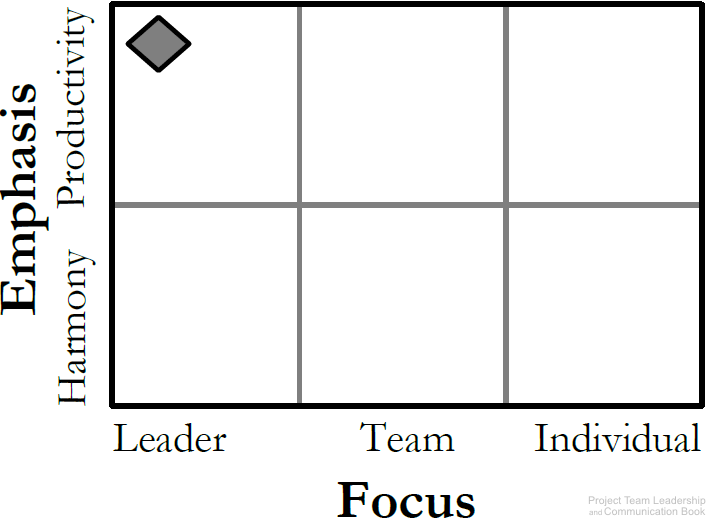 Emphasis
Productivity
Harmony
Leader Team Individual
Focus
Project Team Leadership
and Communication Book